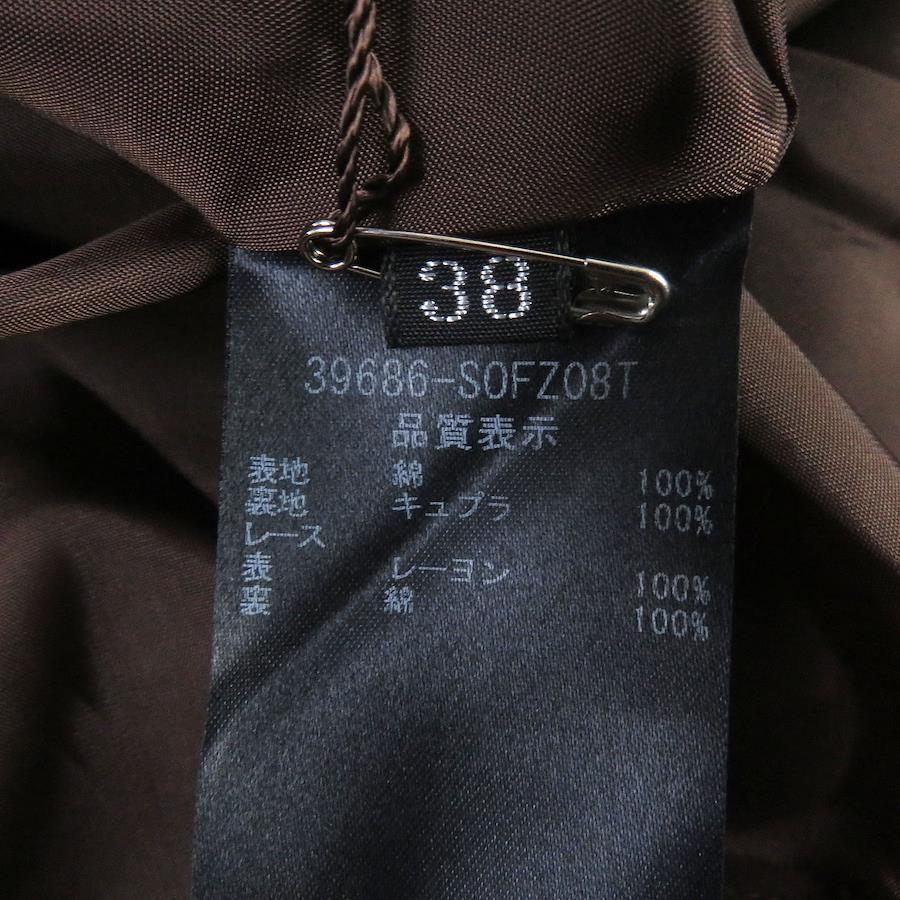 38
39686-S0FZ08T
品質表示
表地 綿 100%
裏地 キュプラ 100%
レース
表 レーヨン 100%
裏 綿 100%